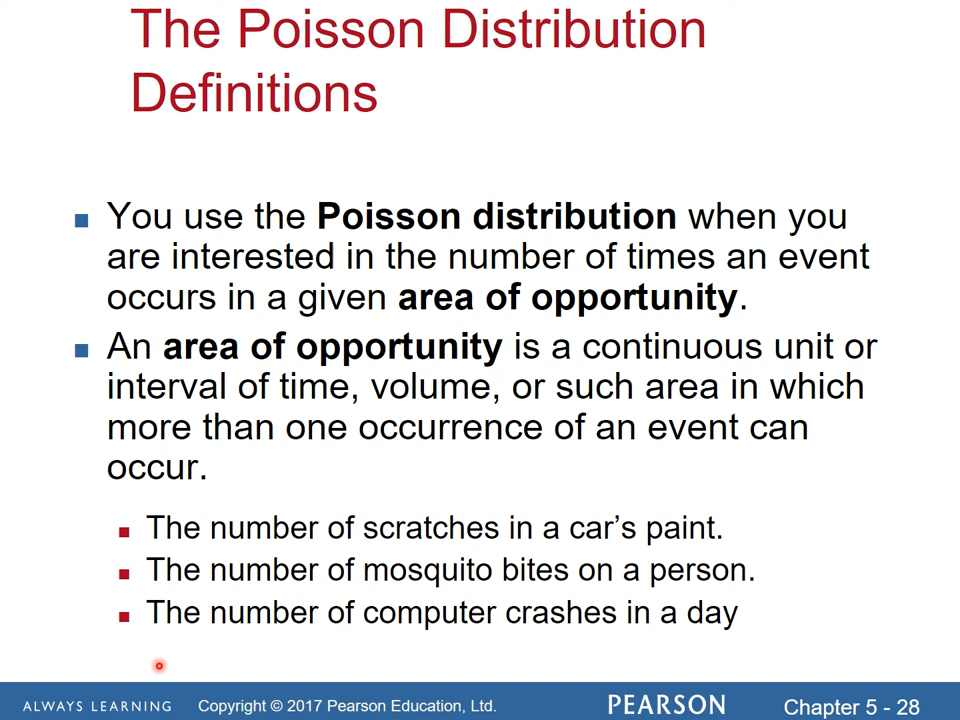 The Poisson Distribution
Definitions
You use the Poisson distribution when you
are interested in the number of times an event
occurs in a given area of opportunity.
An area of opportunity is a continuous unit or
interval of time, volume, or such area in which
more than one occurrence of an event can
occur.
The number of scratches in a car’s paint.
The number of mosquito bites on a person.
The number of computer crashes in a day
ALWAYS LEARNING Copyright © 2017 Pearson Education, Ltd. PEARSON Chapter 5 - 28